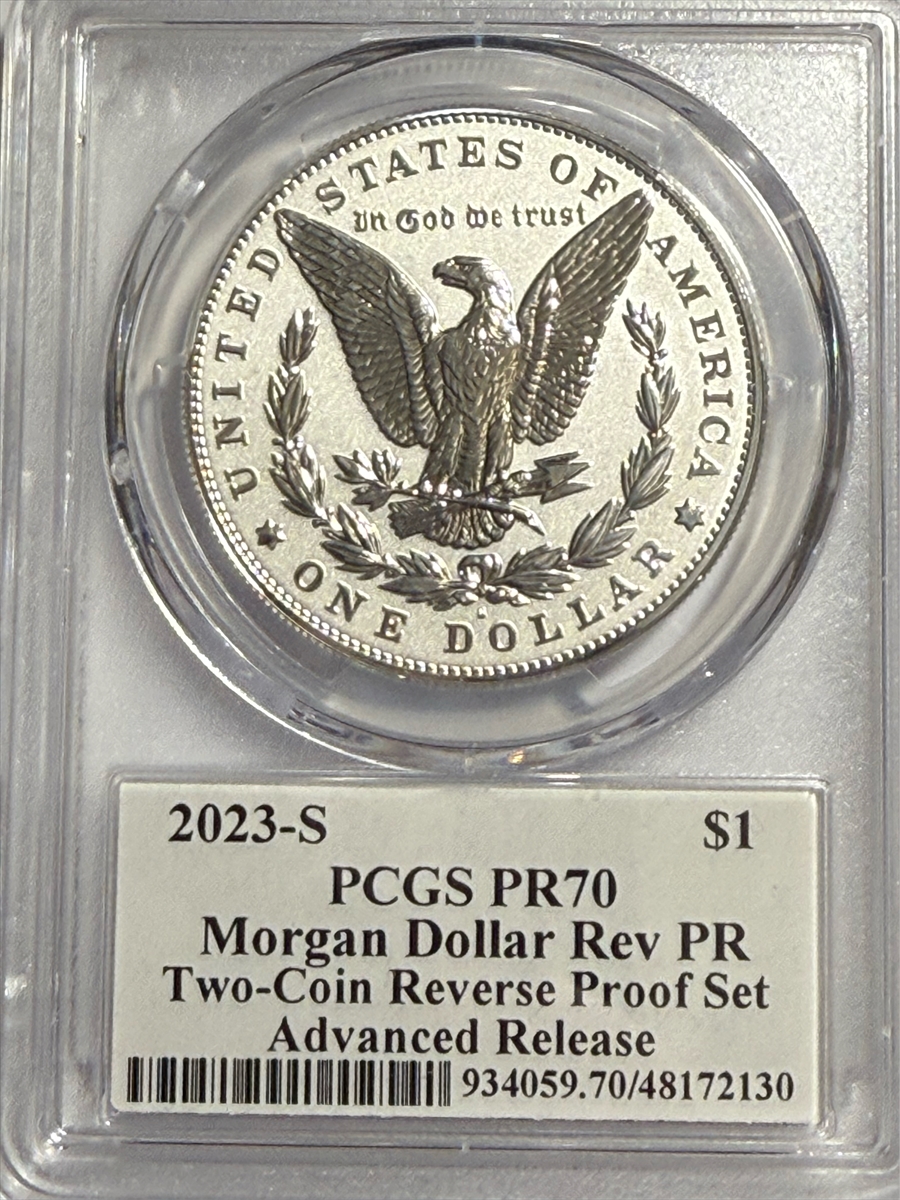 UNITED STATES OF AMERICA
In God we trust
ONE DOLLAR
S
2023-S $1
PCGS PR70
Morgan Dollar Rev PR
Two-Coin Reverse Proof Set
Advanced Release
934059.70/48172130